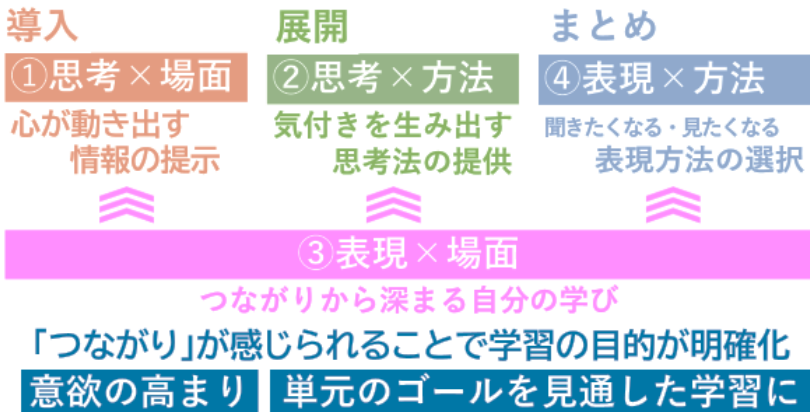 導入
①思考×場面
心が動き出す
情報の提示
展開
②思考×方法
気付きを生み出す
思考法の提供
まとめ
④表現×方法
聞きたくなる・見たくなる
表現方法の選択
③表現×場面
つながりから深まる自分の学び
「つながり」が感じられることで学習の目的が明確化
意欲の高まり 単元のゴールを見通した学習に